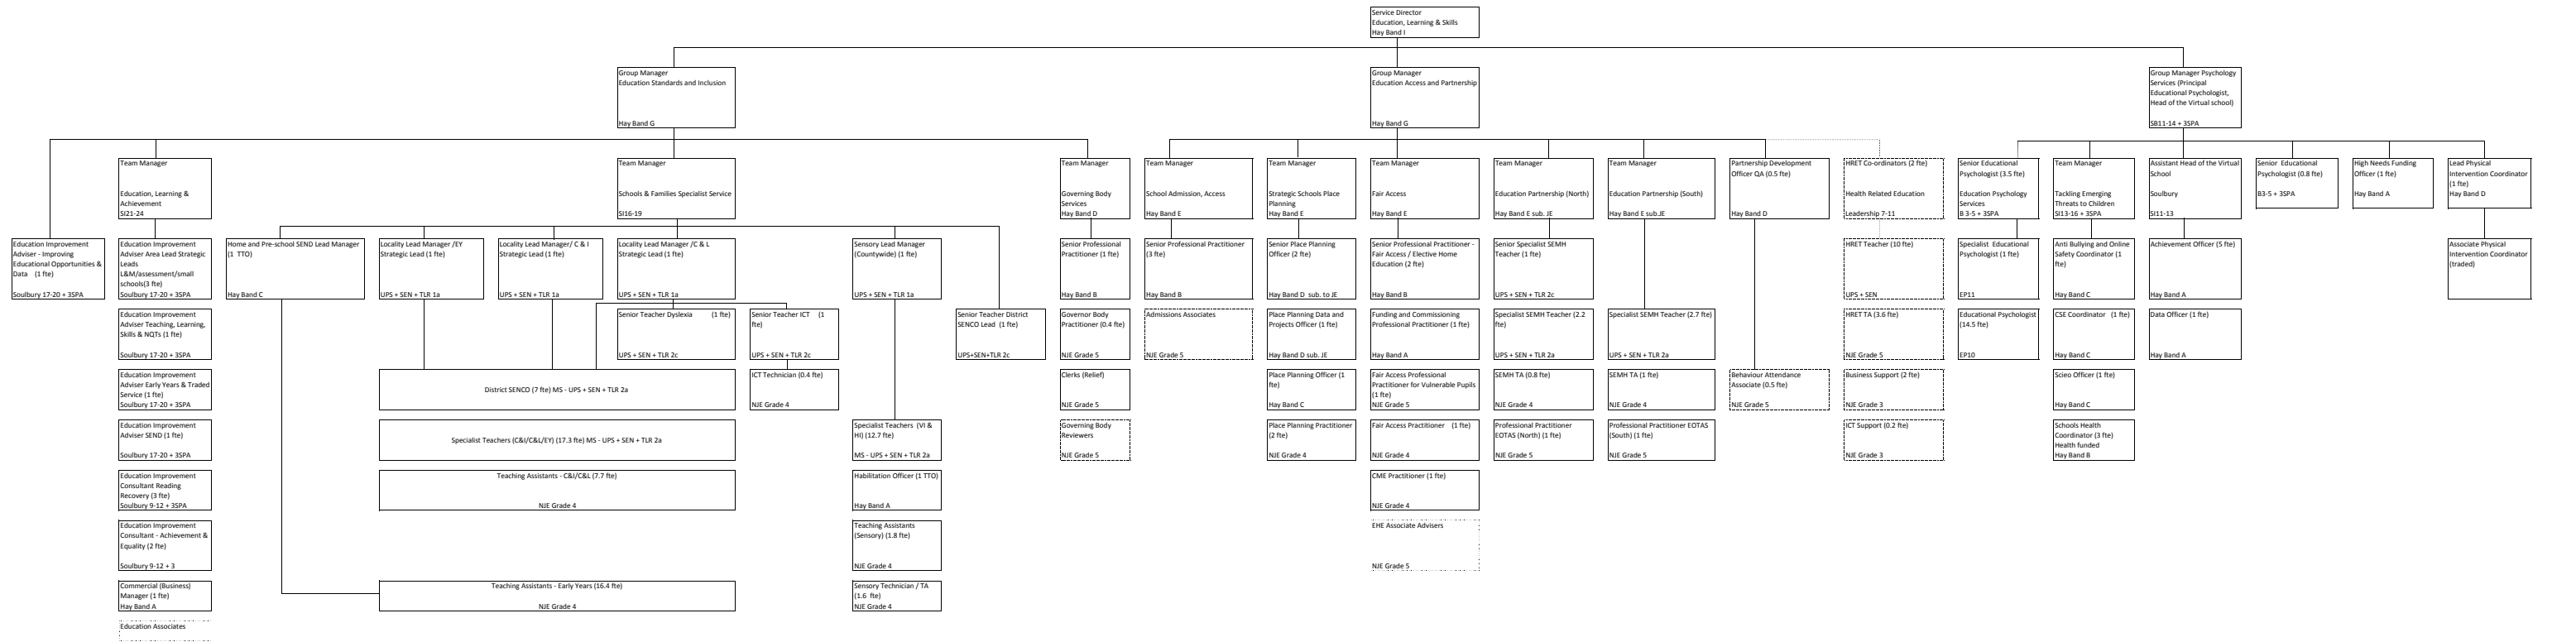 Service Director
Education, Learning & Skills
Hay Band I
Group Manager
Education Standards and Inclusion
Hay Band G
Group Manager
Education Access and Partnership
Hay Band G
Group Manager Psychology
Services (Principal
Educational Psychologist,
Head of the Virtual school)
SB11-14 + 3SPA
Team Manager
Education, Learning &
Achievement
SI21-24
Team Manager
Schools & Families Specialist Service
SI16-19
Team Manager
Governing Body
Services
Hay Band D
Team Manager
School Admission, Access
Hay Band E
Team Manager
Strategic Schools Place
Planning
Hay Band E
Team Manager
Fair Access
Hay Band E
Team Manager
Education Partnership (North)
Hay Band E sub. JE
Team Manager
Education Partnership (South)
Hay Band E sub.JE
Partnership Development
Officer QA (0.5 fte)
Hay Band D
HRET Co-ordinators (2 fte)
Health Related Education
Leadership 7-11
Senior Educational
Psychologist (3.5 fte)
Education Psychology
Services
B 3-5 + 3SPA
Team Manager
Tackling Emerging
Threats to Children
SI13-16 + 3SPA
Assistant Head of the Virtual
School
Soulbury
SI11-13
Senior Educational
Psychologist (0.8 fte)
B3-5 + 3SPA
High Needs Funding
Officer (1 fte)
Hay Band A
Lead Physical
Intervention Coordinator
(1 fte)
Hay Band D
Education Improvement
Adviser - Improving
Educational Opportunities &
Data (1 fte)
Soulbury 17-20 + 3SPA
Education Improvement
Adviser Area Lead Strategic
Leads
L&M/assessment/small
schools(3 fte)
Soulbury 17-20 + 3SPA
Home and Pre-school SEND Lead Manager
(1 TTO)
Hay Band C
Locality Lead Manager /EY
Strategic Lead (1 fte)
UPS + SEN + TLR 1a
Locality Lead Manager/ C & I
Strategic Lead (1 fte)
UPS + SEN + TLR 1a
Locality Lead Manager /C & L
Strategic Lead (1 fte)
UPS + SEN + TLR 1a
Sensory Lead Manager
(Countywide) (1 fte)
UPS + SEN + TLR 1a
Senior Professional
Practitioner (1 fte)
Hay Band B
Senior Professional Practitioner
(3 fte)
Hay Band B
Senior Place Planning
Officer (2 fte)
Hay Band D sub. to JE
Senior Professional Practitioner -
Fair Access / Elective Home
Education (2 fte)
Hay Band B
Senior Specialist SEMH
Teacher (1 fte)
UPS + SEN + TLR 2c
HRET Teacher (10 fte)
UPS + SEN
Specialist Educational
Psychologist (1 fte)
EP11
Anti Bullying and Online
Safety Coordinator (1
fte)
Hay Band C
Achievement Officer (5 fte)
Hay Band A
Associate Physical
Intervention Coordinator
(traded)
Education Improvement
Adviser Teaching, Learning,
Skills & NQTs (1 fte)
Soulbury 17-20 + 3SPA
Senior Teacher Dyslexia (1 fte)
UPS + SEN + TLR 2c
Senior Teacher ICT (1
fte)
UPS + SEN + TLR 2c
Senior Teacher District
SENCO Lead (1 fte)
UPS+SEN+TLR 2c
Governor Body
Practitioner (0.4 fte)
NJE Grade 5
Admissions Associates
NJE Grade 5
Place Planning Data and
Projects Officer (1 fte)
Hay Band D sub. JE
Funding and Commissioning
Professional Practitioner (1 fte)
Hay Band A
Specialist SEMH Teacher (2.2
fte)
UPS + SEN + TLR 2a
Specialist SEMH Teacher (2.7 fte)
UPS + SEN + TLR 2a
HRET TA (3.6 fte)
NJE Grade 5
Educational Psychologist
(14.5 fte)
EP10
CSE Coordinator (1 fte)
Hay Band C
Data Officer (1 fte)
Hay Band A
Education Improvement
Adviser Early Years & Traded
Service (1 fte)
Soulbury 17-20 + 3SPA
District SENCO (7 fte) MS - UPS + SEN + TLR 2a
ICT Technician (0.4 fte)
NJE Grade 4
Clerks (Relief)
NJE Grade 5
Place Planning Officer (1
fte)
Hay Band C
Fair Access Professional
Practitioner for Vulnerable Pupils
(1 fte)
NJE Grade 5
SEMH TA (0.8 fte)
NJE Grade 4
SEMH TA (1 fte)
NJE Grade 4
Behaviour Attendance
Associate (0.5 fte)
NJE Grade 5
Business Support (2 fte)
NJE Grade 3
Scieo Officer (1 fte)
Hay Band C
Education Improvement
Adviser SEND (1 fte)
Soulbury 17-20 + 3SPA
Specialist Teachers (C&I/C&L/EY) (17.3 fte) MS - UPS + SEN + TLR 2a
Specialist Teachers (VI &
HI) (12.7 fte)
MS - UPS + SEN + TLR 2a
Governing Body
Reviewers
NJE Grade 5
Place Planning Practitioner
(2 fte)
NJE Grade 4
Fair Access Practitioner (1 fte)
NJE Grade 4
Professional Practitioner
EOTAS (North) (1 fte)
NJE Grade 5
Professional Practitioner EOTAS
(South) (1 fte)
NJE Grade 5
ICT Support (0.2 fte)
NJE Grade 3
Schools Health
Coordinator (3 fte)
Health funded
Hay Band B
Education Improvement
Consultant Reading
Recovery (3 fte)
Soulbury 9-12 + 3SPA
Teaching Assistants - C&I/C&L (7.7 fte)
NJE Grade 4
Habilitation Officer (1 TTO)
Hay Band A
CME Practitioner (1 fte)
NJE Grade 4
Education Improvement
Consultant - Achievement &
Equality (2 fte)
Soulbury 9-12 + 3
Teaching Assistants
(Sensory) (1.8 fte)
NJE Grade 4
EHE Associate Advisers
NJE Grade 5
Commercial (Business)
Manager (1 fte)
Hay Band A
Teaching Assistants - Early Years (16.4 fte)
NJE Grade 4
Sensory Technician / TA
(1.6 fte)
NJE Grade 4
Education Associates